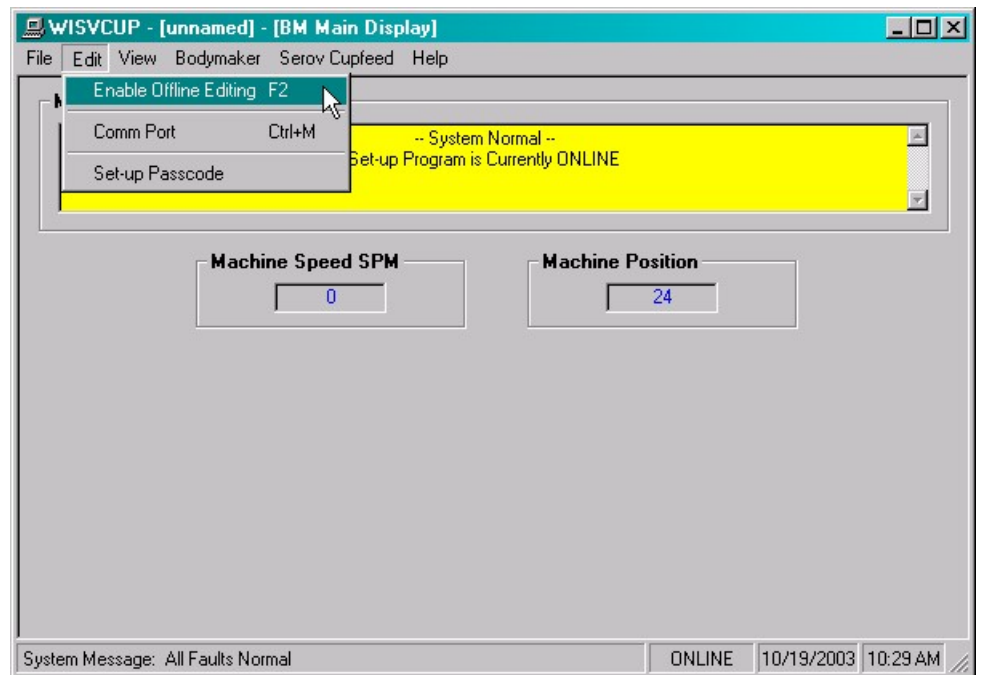 WISVCUP - [unnamed] - [BM Main Display]
File Edit View Bodymaker Serov Cupfeed Help
Enable Offline Editing F2
Comm Port Ctrl+M
Set-up Passcode
-- System Normal --
Set-up Program is Currently ONLINE
Machine Speed SPM
0
Machine Position
24
System Message: All Faults Normal ONLINE 10/19/2003 10:29 AM